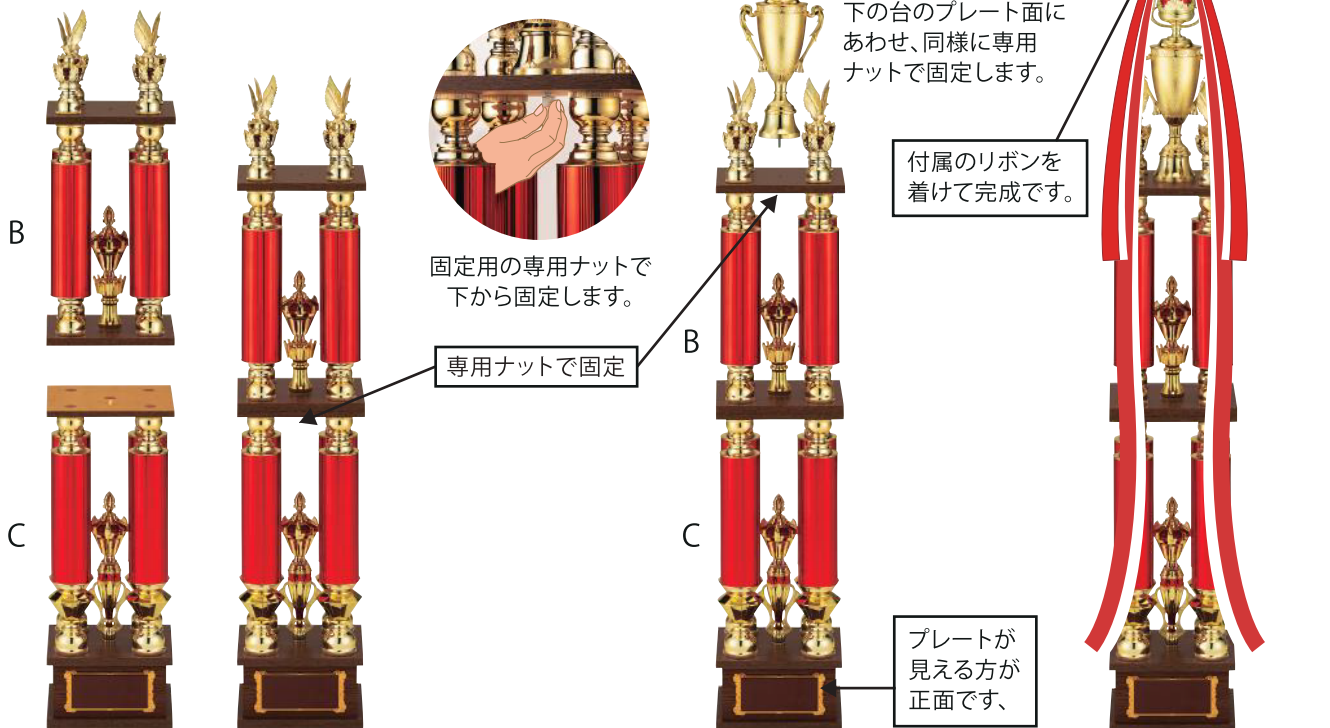 下の台のプレート面に
あわせ、同様に専用
ナットで固定します。
付属のリボンを
着けて完成です。
B
固定用の専用ナットで
下から固定します。
専用ナットで固定
B
C
C
プレートが
見える方が
正面です、